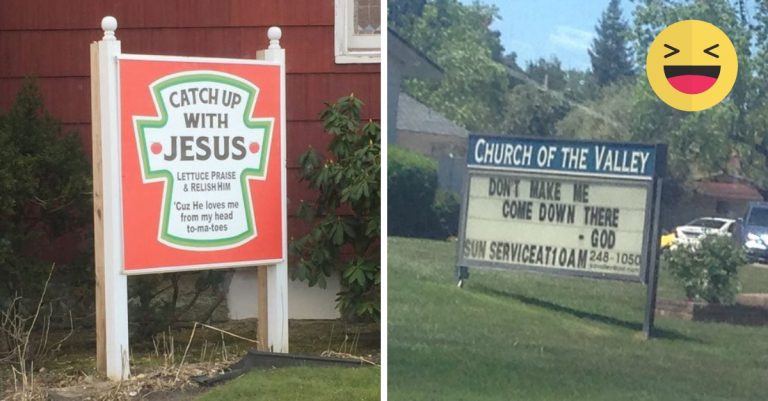 CATCH UP
WITH
JESUS
LETTUCE PRAISE
& RELISH HIM
'Cuz He loves me
from my head
to-ma-toes
CHURCH OF THE VALLEY
DON'T MAKE ME
COME DOWN THERE
- GOD
SUN SERVICEAT10AM 248-1050